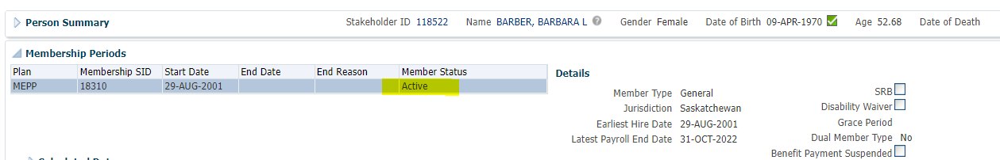 Person Summary Stakeholder ID 118522 Name BARBER, BARBARA L Gender Female Date of Birth 09-APR-1970 Age 52.68 Date of Death
Membership Periods
Plan Membership SID Start Date End Date End Reason Member Status
MEPP 18310 29-AUG-2001 Active
Details
Member Type General SRB
Jurisdiction Saskatchewan Disability Waiver
Earliest Hire Date 29-AUG-2001 Grace Period
Latest Payroll End Date 31-OCT-2022 Dual Member Type No
Benefit Payment Suspended